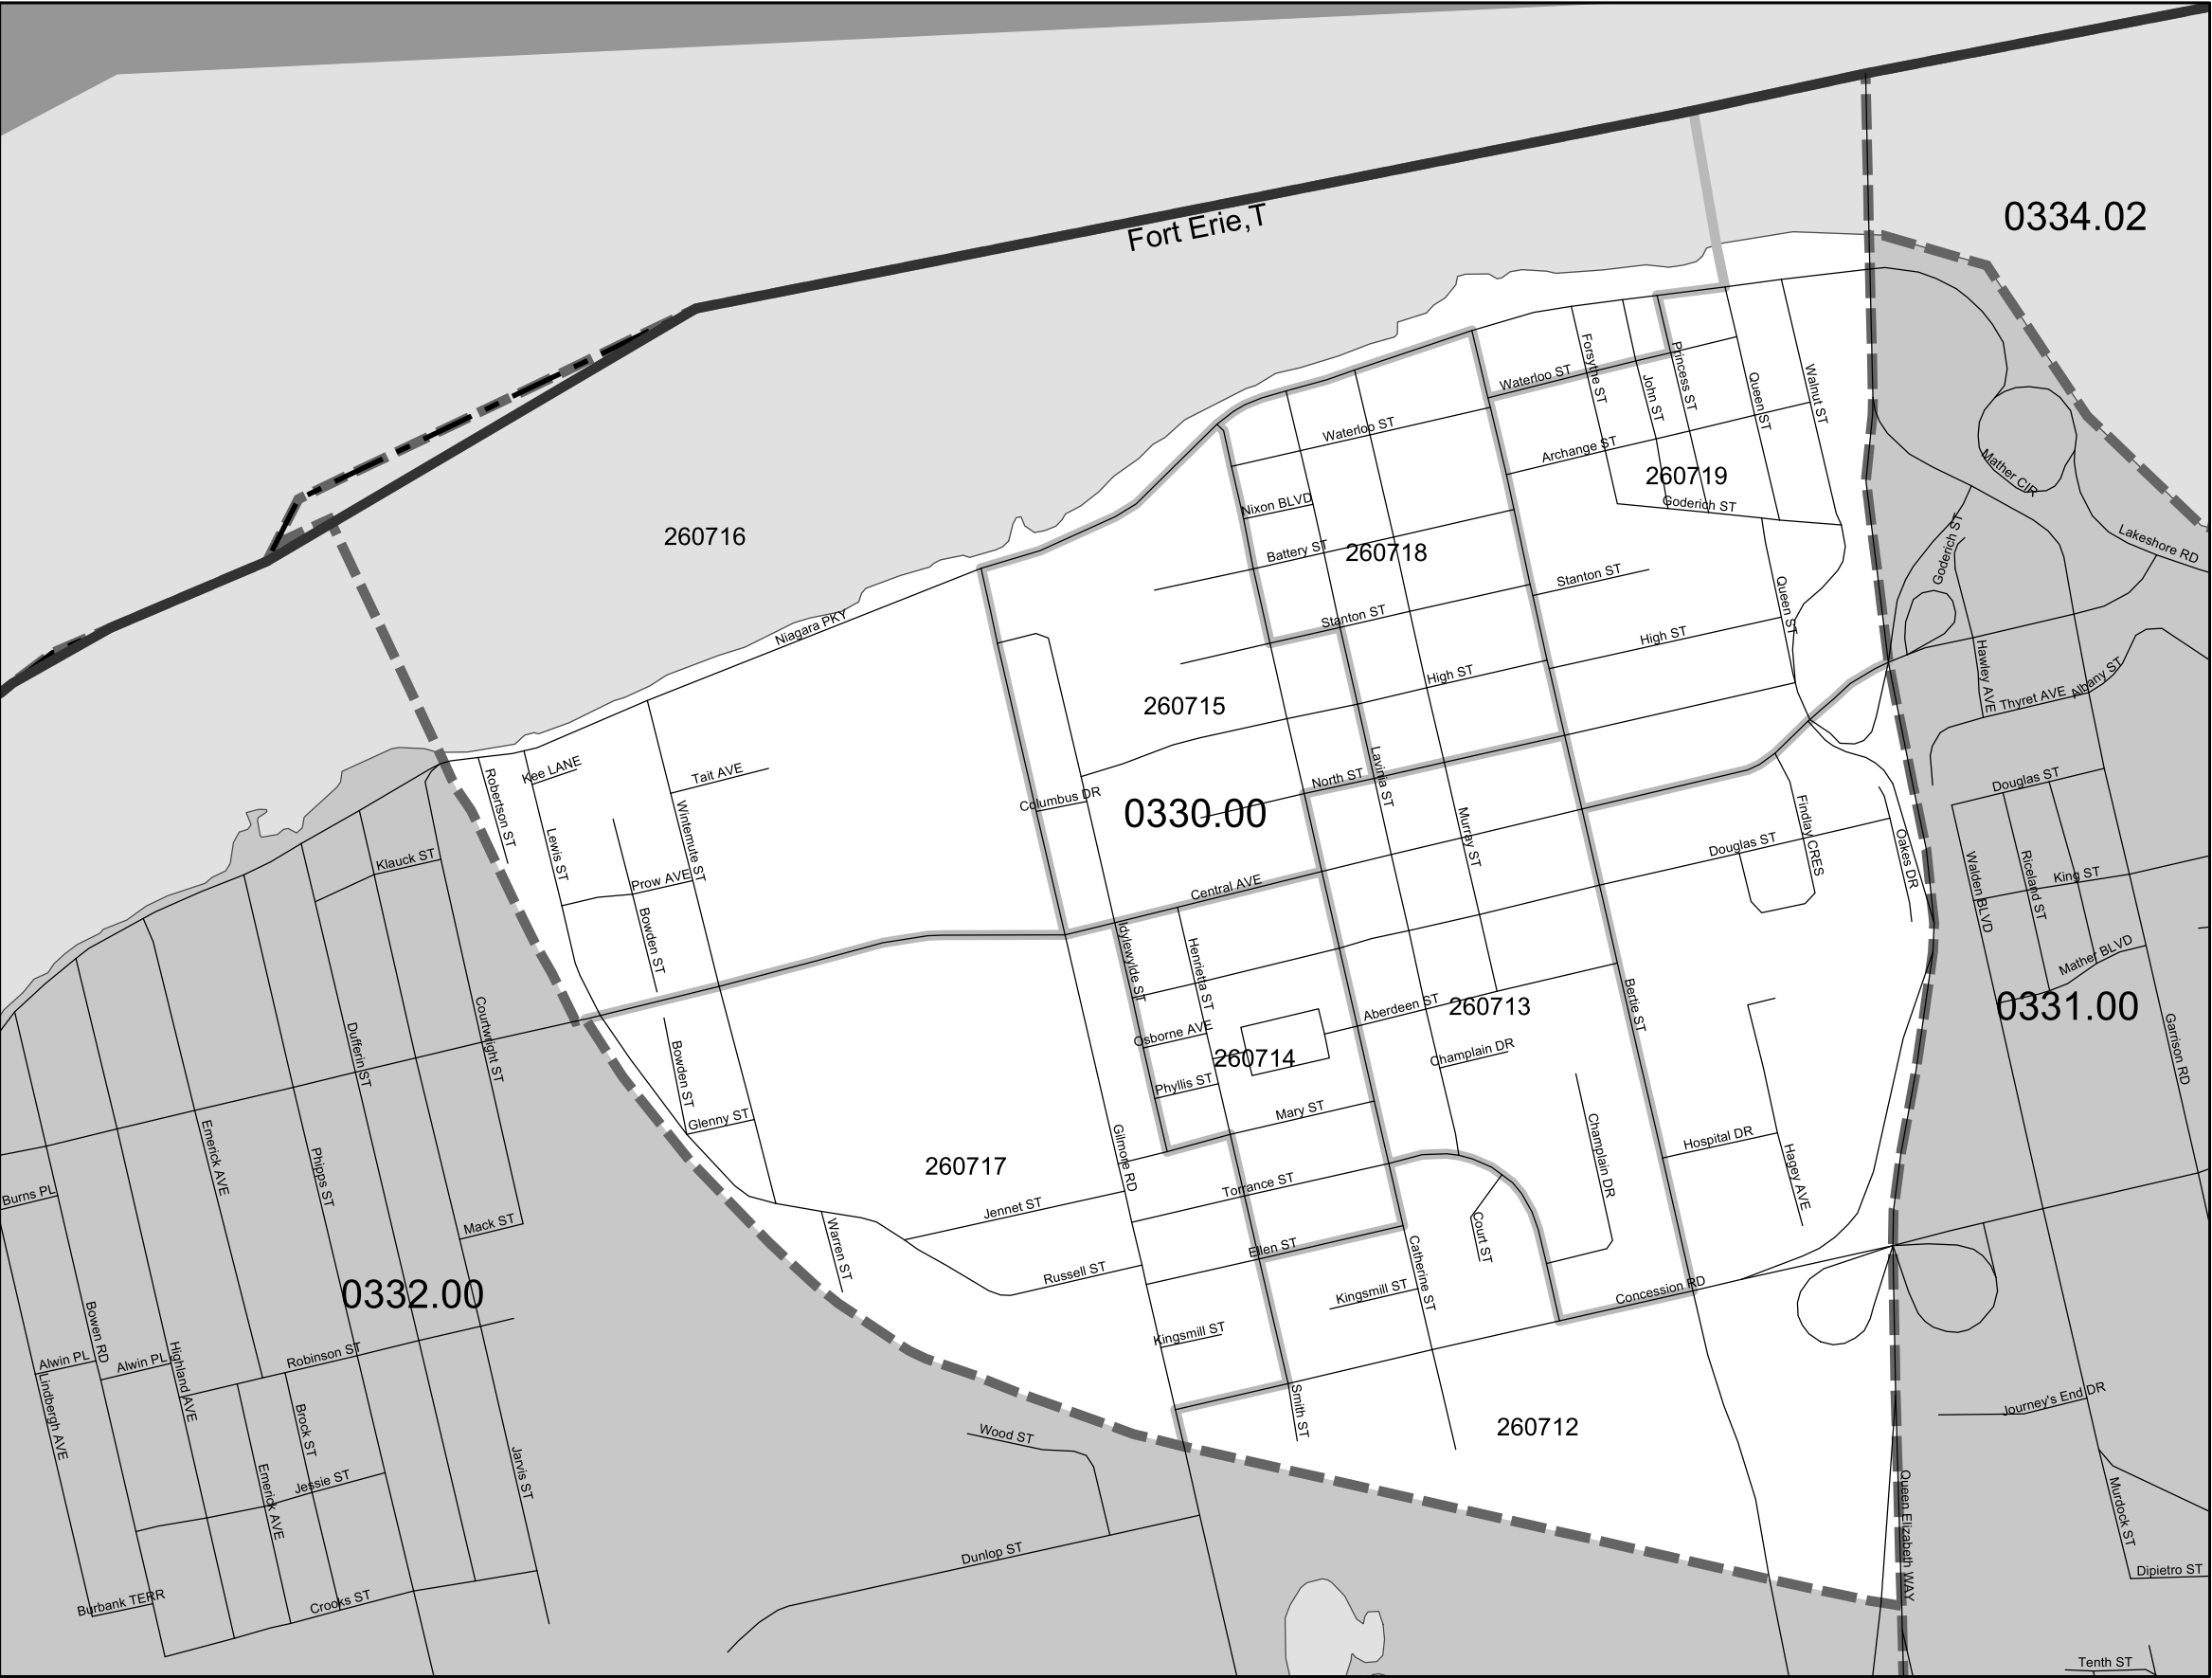 0334.02
Fort Erie,T
Forsythe ST
John ST
Princess ST
Queen ST
Walnut ST
Waterloo ST
Waterloo ST
Archange ST
260719
Goderich ST
Mather CIR
Lakeshore RD
Goderich ST
Nixon BLVD
Battery ST
260718
Stanton ST
Stanton ST
Queen ST
260716
Niagara PKY
High ST
High ST
Hawley AVE
Thyret AVE
Albany ST
260715
Kee LANE
Robertson ST
Tait AVE
Columbus DR
0330.00
North ST
Lavinia ST
Murray ST
Findlay CRES
Douglas ST
Douglas ST
Oakes DR
Walden BLVD
Riceland ST
King ST
Mather BLVD
0331.00
Garrison RD
Klauck ST
Lewis ST
Wintemute ST
Prow AVE
Bowden ST
Central AVE
Idylewylde ST
Henrietta ST
Osborne AVE
260714
Phyllis ST
Aberdeen ST
260713
Champlain DR
Bertie ST
Courtwright ST
Dufferin ST
Bowden ST
Glenny ST
Mary ST
Gilmore RD
Champlain DR
Hospital DR
Hagey AVE
Emerick AVE
Phipps ST
Burns PL
Mack ST
260717
Jennet ST
Torrance ST
Warren ST
Russell ST
Ellen ST
Court ST
Catherine ST
Kingsmill ST
Kingsmill ST
Concession RD
0332.00
Bowen RD
Alwin PL
Alwin PL
Highland AVE
Robinson ST
Lindbergh AVE
Brock ST
Emerick AVE
Jessie ST
Jarvis ST
Wood ST
Smith ST
260712
Journey's End DR
Queen Elizabeth WAY
Murdock ST
Dipietro ST
Dunlop ST
Burbank TERR
Crooks ST
Tenth ST